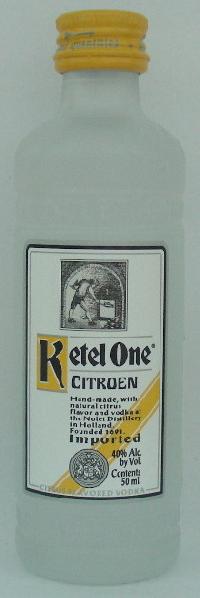 Ketel One®
CITROEN
Hand-made, with
natural citrus
flavor and vodka at
the Nolet Distillery
in Holland.
Founded 1691.
Imported
40% Alc.
by Vol.
Contents
50 ml
CITRUS FLAVORED VODKA